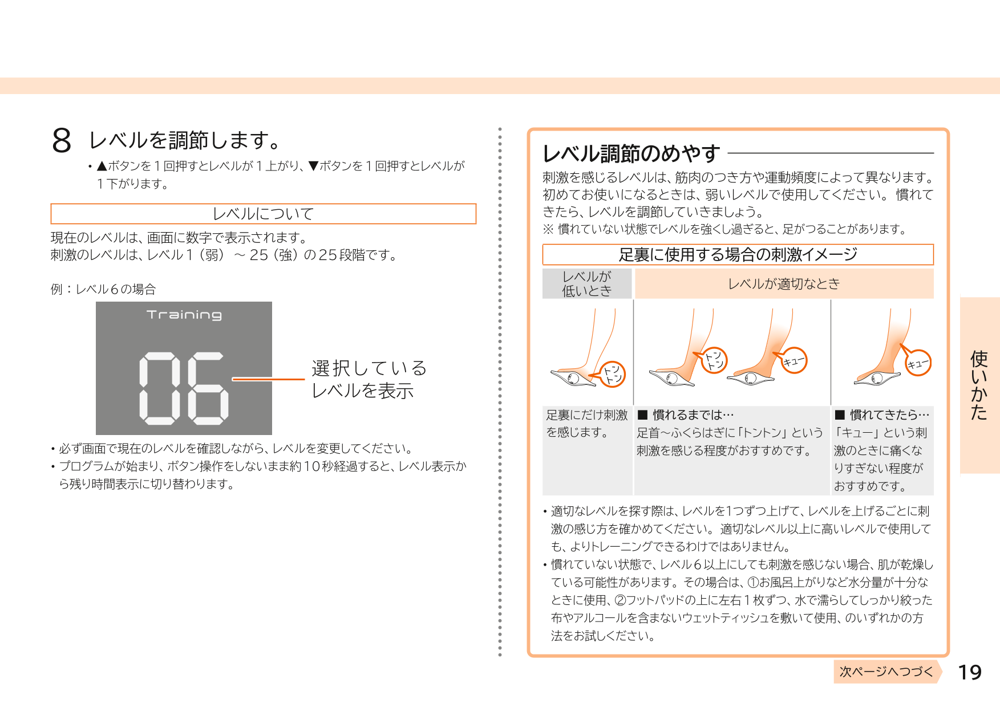 8 レベルを調節します。
・▲ボタンを1回押すとレベルが1上がり、▼ボタンを1回押すとレベルが
1下がります。
レベルについて
現在のレベルは、画面に数字で表示されます。
刺激のレベルは、レベル1（弱）～25（強）の25段階です。
例：レベル6の場合
Training
06
選択している
レベルを表示
・必ず画面で現在のレベルを確認しながら、レベルを変更してください。
・プログラムが始まり、ボタン操作をしないまま約10秒経過すると、レベル表示か
ら残り時間表示に切り替わります。
レベル調節のめやす
刺激を感じるレベルは、筋肉のつき方や運動頻度によって異なります。
初めてお使いになるときは、弱いレベルで使用してください。慣れて
きたら、レベルを調節していきましょう。
※ 慣れていない状態でレベルを強くし過ぎると、足がつることがあります。
足裏に使用する場合の刺激イメージ
レベルが
低いとき
レベルが適切なとき
トン
トン
トン
トン
キュー
キュー
足裏にだけ刺激
を感じます。
■ 慣れるまでは…
足首～ふくらはぎに「トントン」という
刺激を感じる程度がおすすめです。
■ 慣れてきたら…
「キュー」という刺
激のときに痛くな
りすぎない程度が
おすすめです。
・適切なレベルを探す際は、レベルを1つずつ上げて、レベルを上げるごとに刺
激の感じ方を確かめてください。適切なレベル以上に高いレベルで使用して
も、よりトレーニングできるわけではありません。
・慣れていない状態で、レベル6以上にしても刺激を感じない場合、肌が乾燥し
ている可能性があります。その場合は、①お風呂上がりなど水分量が十分な
ときに使用、②フットパッドの上に左右1枚ずつ、水で濡らしてしっかり絞った
布やアルコールを含まないウェットティッシュを敷いて使用、のいずれかの方
法をお試しください。
使いかた
次ページへつづく
19